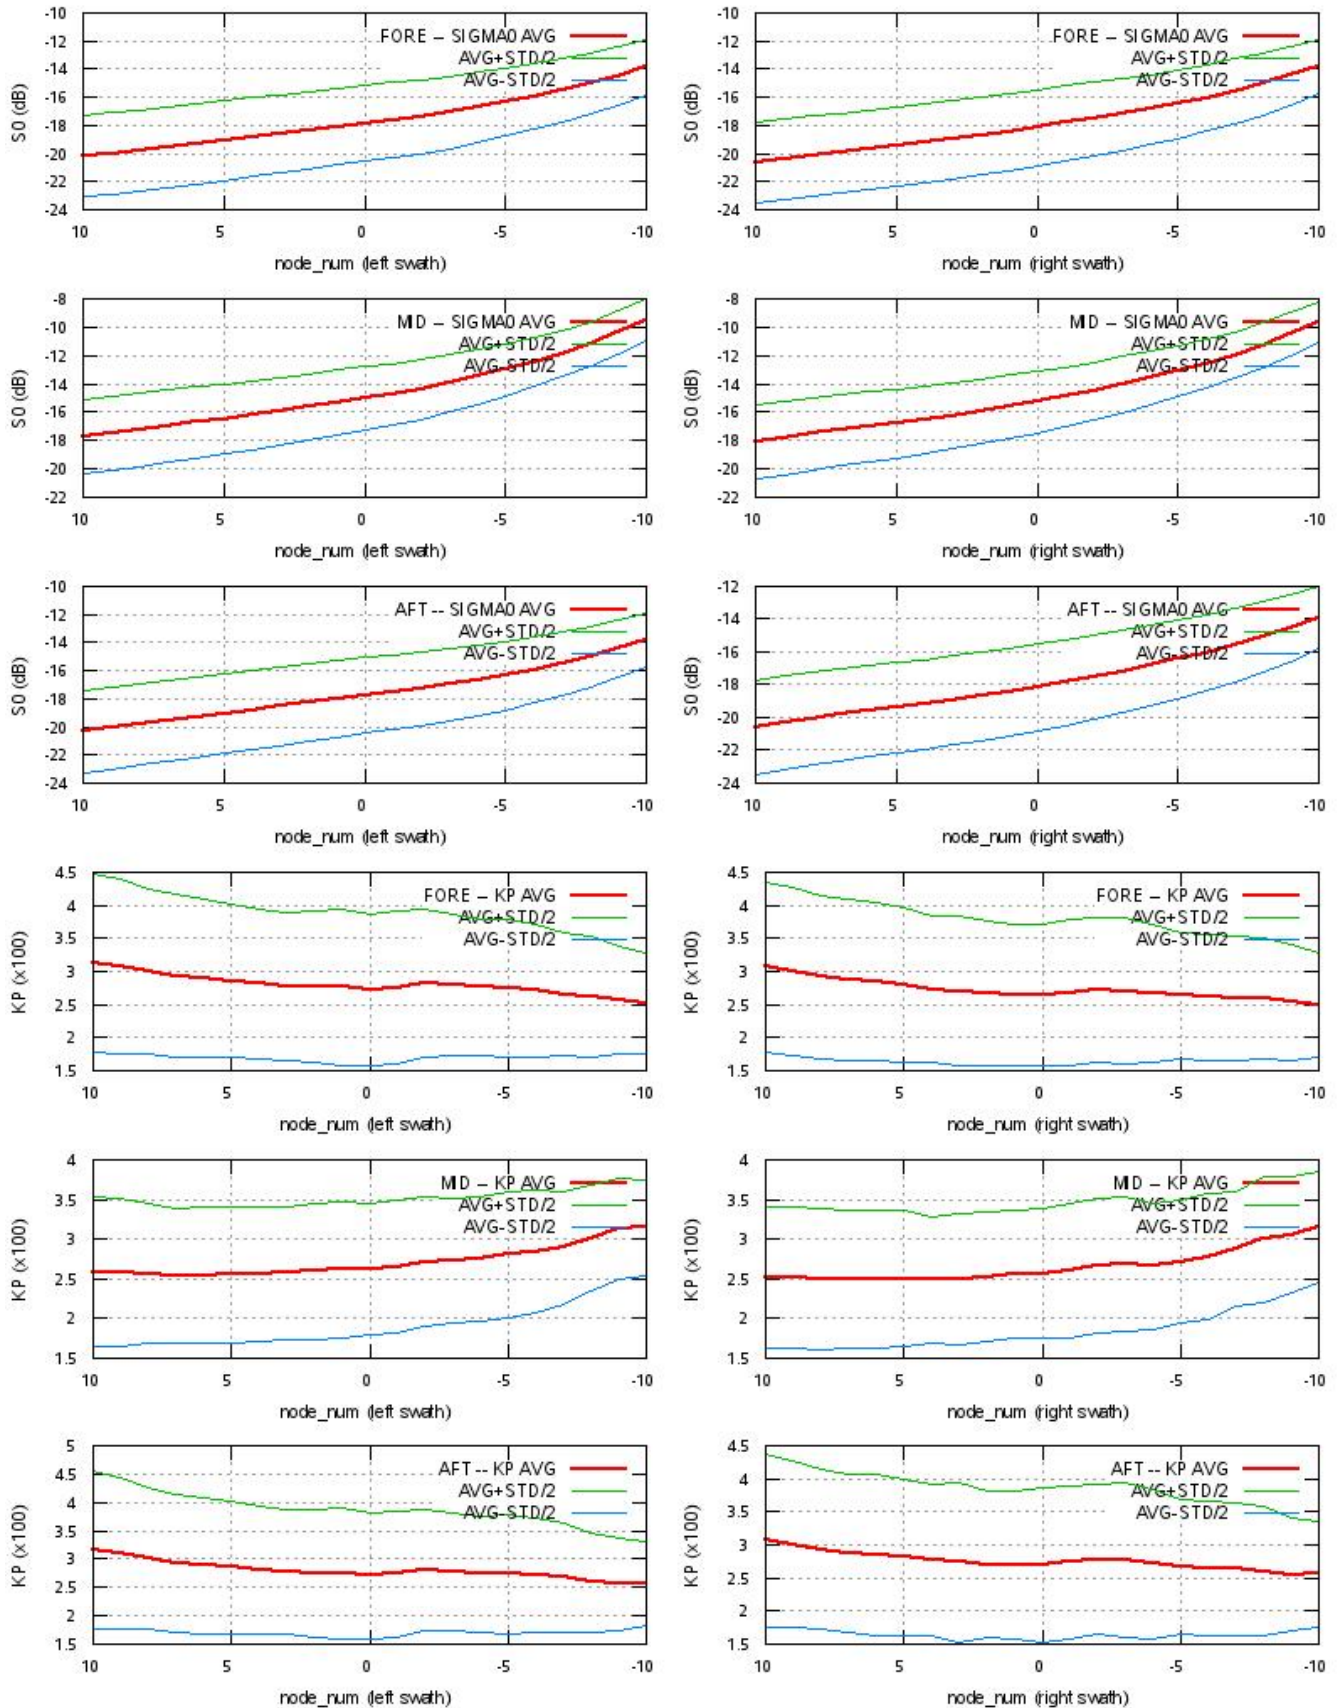 -10
-12
-14
-16
-18
-20
-22
-24
S0 (dB)
FORE -- SIGMA0 AVG
AVG+STD/2
AVG-STD/2
10 5 0 -5 -10
node_num (left swath)
-10
-12
-14
-16
-18
-20
-22
-24
S0 (dB)
FORE -- SIGMA0 AVG
AVG+STD/2
AVG-STD/2
10 5 0 -5 -10
node_num (right swath)
-8
-10
-12
-14
-16
-18
-20
-22
S0 (dB)
MID -- SIGMA0 AVG
AVG+STD/2
AVG-STD/2
10 5 0 -5 -10
node_num (left swath)
-8
-10
-12
-14
-16
-18
-20
-22
S0 (dB)
MID -- SIGMA0 AVG
AVG+STD/2
AVG-STD/2
10 5 0 -5 -10
node_num (right swath)
-10
-12
-14
-16
-18
-20
-22
-24
S0 (dB)
AFT -- SIGMA0 AVG
AVG+STD/2
AVG-STD/2
10 5 0 -5 -10
node_num (left swath)
-12
-14
-16
-18
-20
-22
-24
S0 (dB)
AFT -- SIGMA0 AVG
AVG+STD/2
AVG-STD/2
10 5 0 -5 -10
node_num (right swath)
4.5
4
3.5
3
2.5
2
1.5
KP (x100)
FORE -- KP AVG
AVG+STD/2
AVG-STD/2
10 5 0 -5 -10
node_num (left swath)
4.5
4
3.5
3
2.5
2
1.5
KP (x100)
FORE -- KP AVG
AVG+STD/2
AVG-STD/2
10 5 0 -5 -10
node_num (right swath)
4
3.5
3
2.5
2
1.5
KP (x100)
MID -- KP AVG
AVG+STD/2
AVG-STD/2
10 5 0 -5 -10
node_num (left swath)
4
3.5
3
2.5
2
1.5
KP (x100)
MID -- KP AVG
AVG+STD/2
AVG-STD/2
10 5 0 -5 -10
node_num (right swath)
5
4.5
4
3.5
3
2.5
2
1.5
KP (x100)
AFT -- KP AVG
AVG+STD/2
AVG-STD/2
10 5 0 -5 -10
node_num (left swath)
4.5
4
3.5
3
2.5
2
1.5
KP (x100)
AFT -- KP AVG
AVG+STD/2
AVG-STD/2
10 5 0 -5 -10
node_num (right swath)